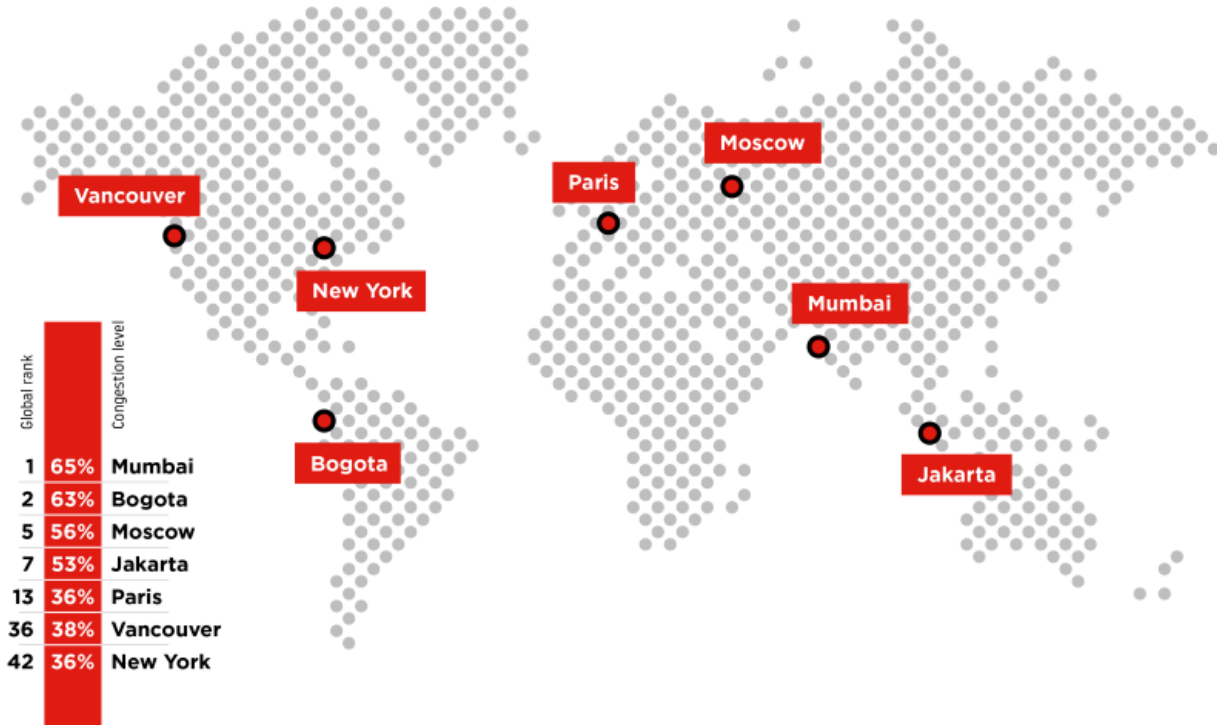 Moscow
Paris
Vancouver
New York
Mumbai
Bogota
Jakarta
Global rank
Congestion level
1 65% Mumbai
2 63% Bogota
5 56% Moscow
7 53% Jakarta
13 36% Paris
36 38% Vancouver
42 36% New York